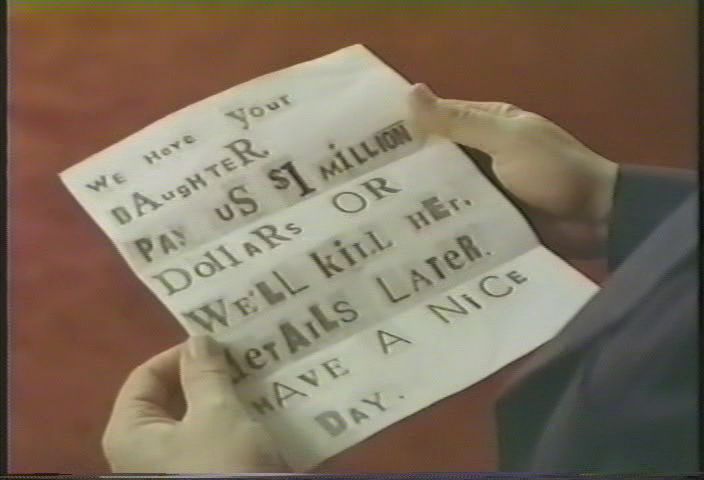 WE HAVE YOUR
DAugHTER.
PAY US $1 MiLLION
DollARs OR
WE'LL KiLL HEr.
dETAiLS LATeR.
HAVE A NiCE
DAY.